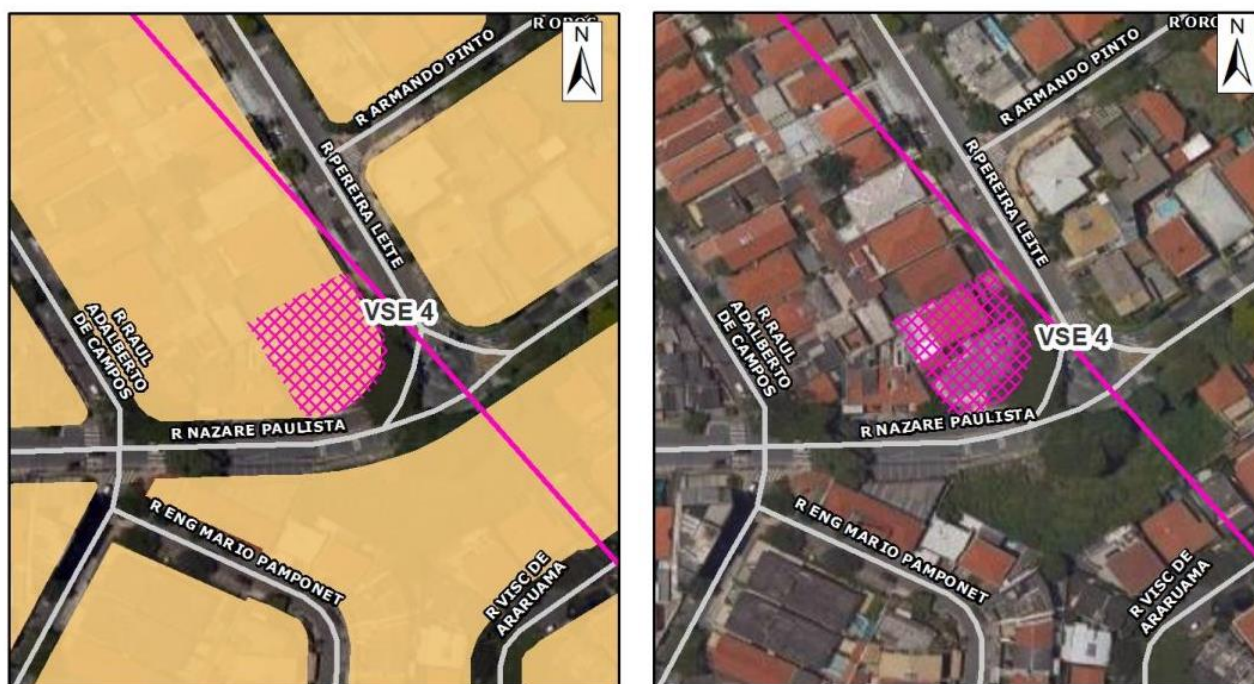 R OROS
N
R ARMANDO PINTO
R PEREIRA LEITE
VSE 4
R RAUL
ADALBERTO
DE CAMPOS
R NAZARE PAULISTA
R ENG MARIO PAMPONET
R VISC DE
ARARUAMA
R ORO
N
R ARMANDO PINTO
R PEREIRA LEITE
VSE 4
R RAUL
ADALBERTO
DE CAMPOS
R NAZARE PAULISTA
R ENG MARIO PAMPONET
R VISC DE
ARARUAMA